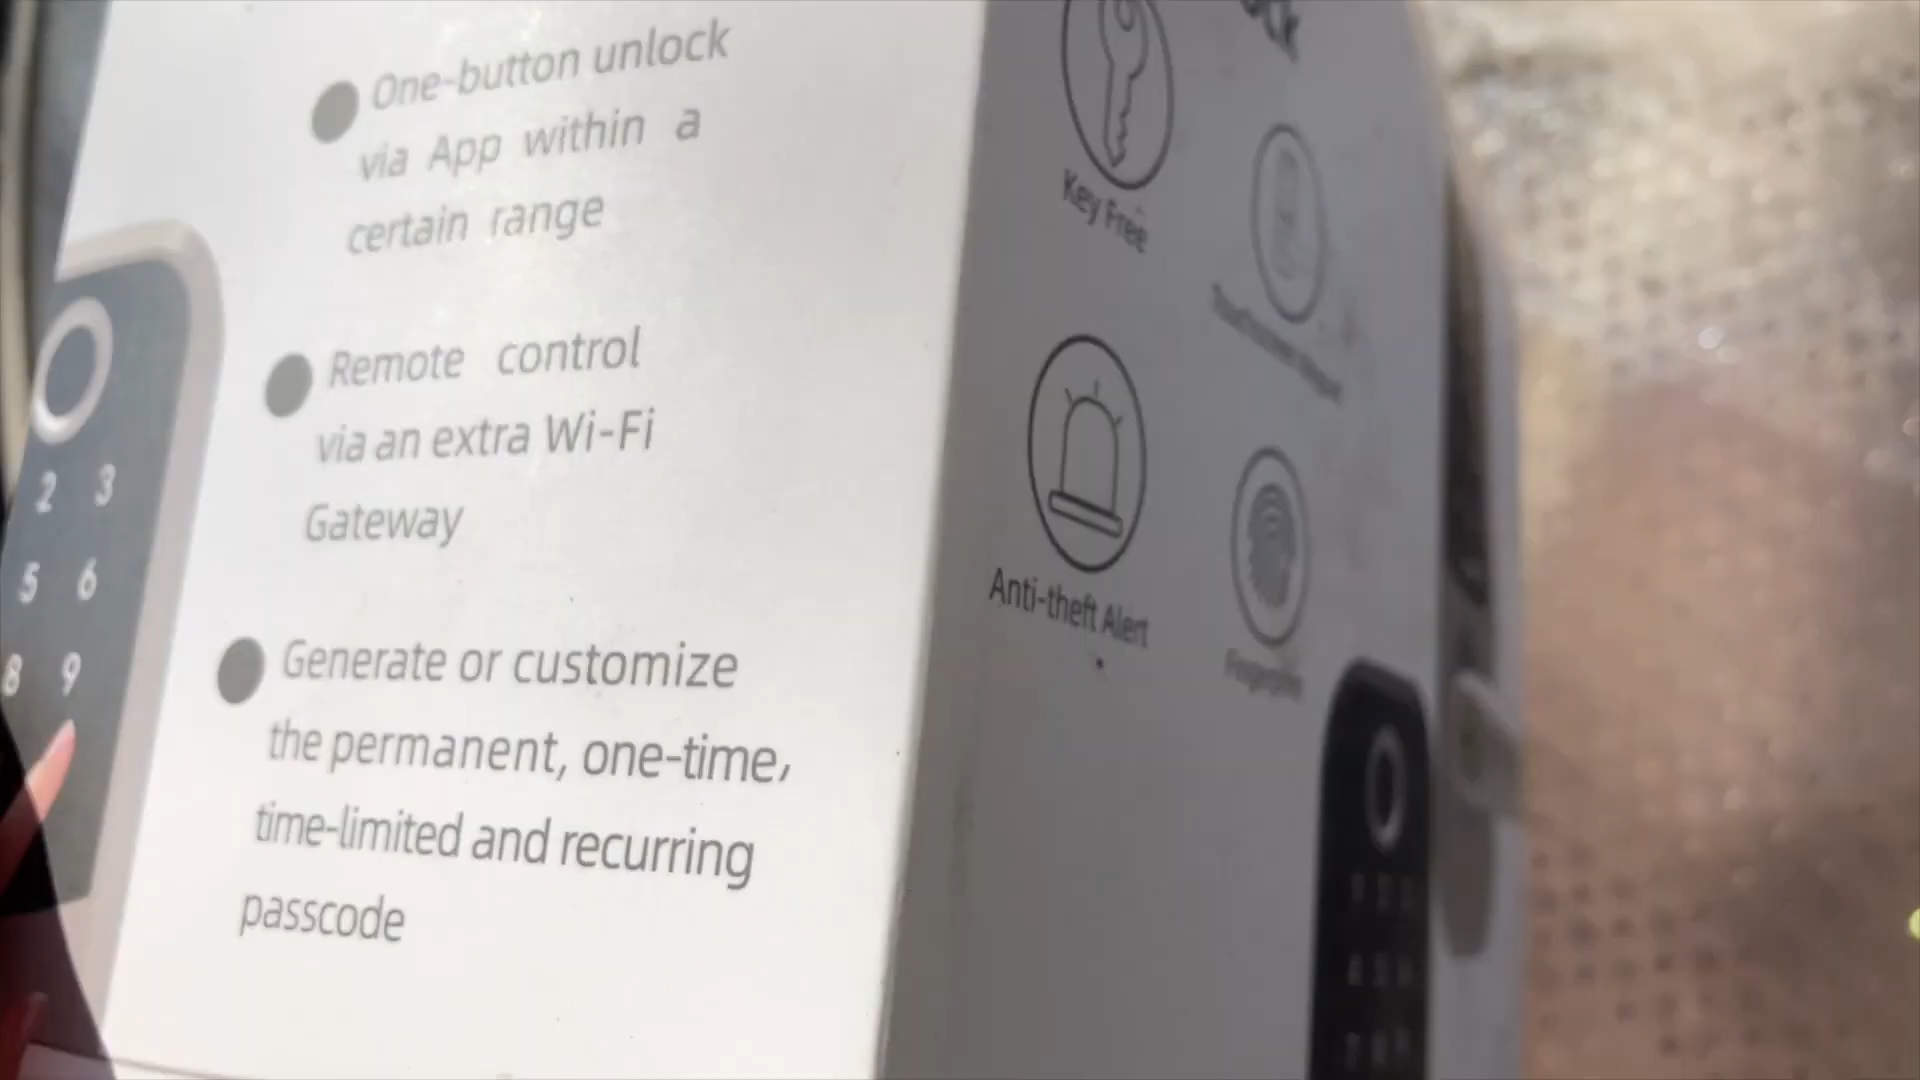 One-button unlock
via App within a
certain range
Remote control
via an extra Wi-Fi
Gateway
Generate or customize
the permanent, one-time,
time-limited and recurring
passcode
2 3
5 6
8 9
Key Free
Anti-theft Alert
Fingerprint